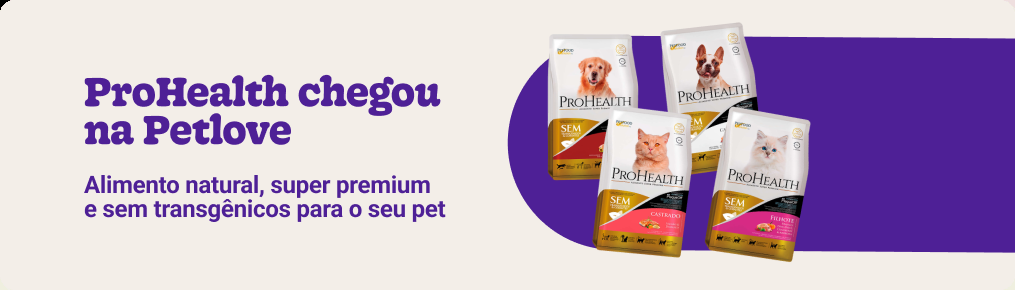 ProHealth chegou
na Petlove
Alimento natural, super premium
e sem transgênicos para o seu pet
PROHEALTH
SEM
PROHEALTH
SEM
PROHEALTH
SEM
CASTRADO
PROHEALTH
SEM
FILHOTE